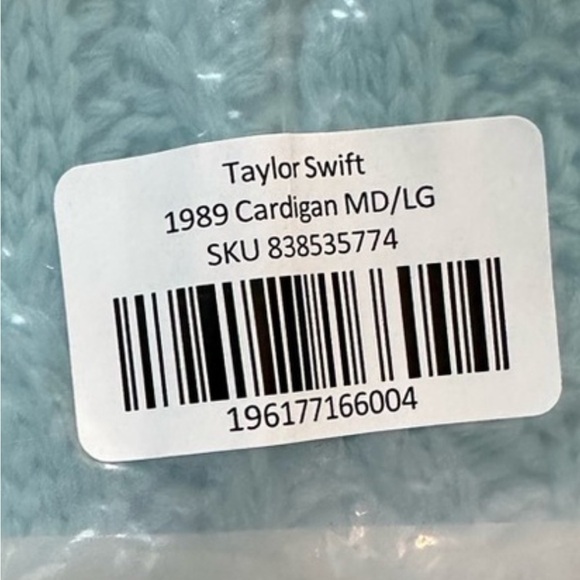 Taylor Swift
1989 Cardigan MD/LG
SKU 838535774
196177166004